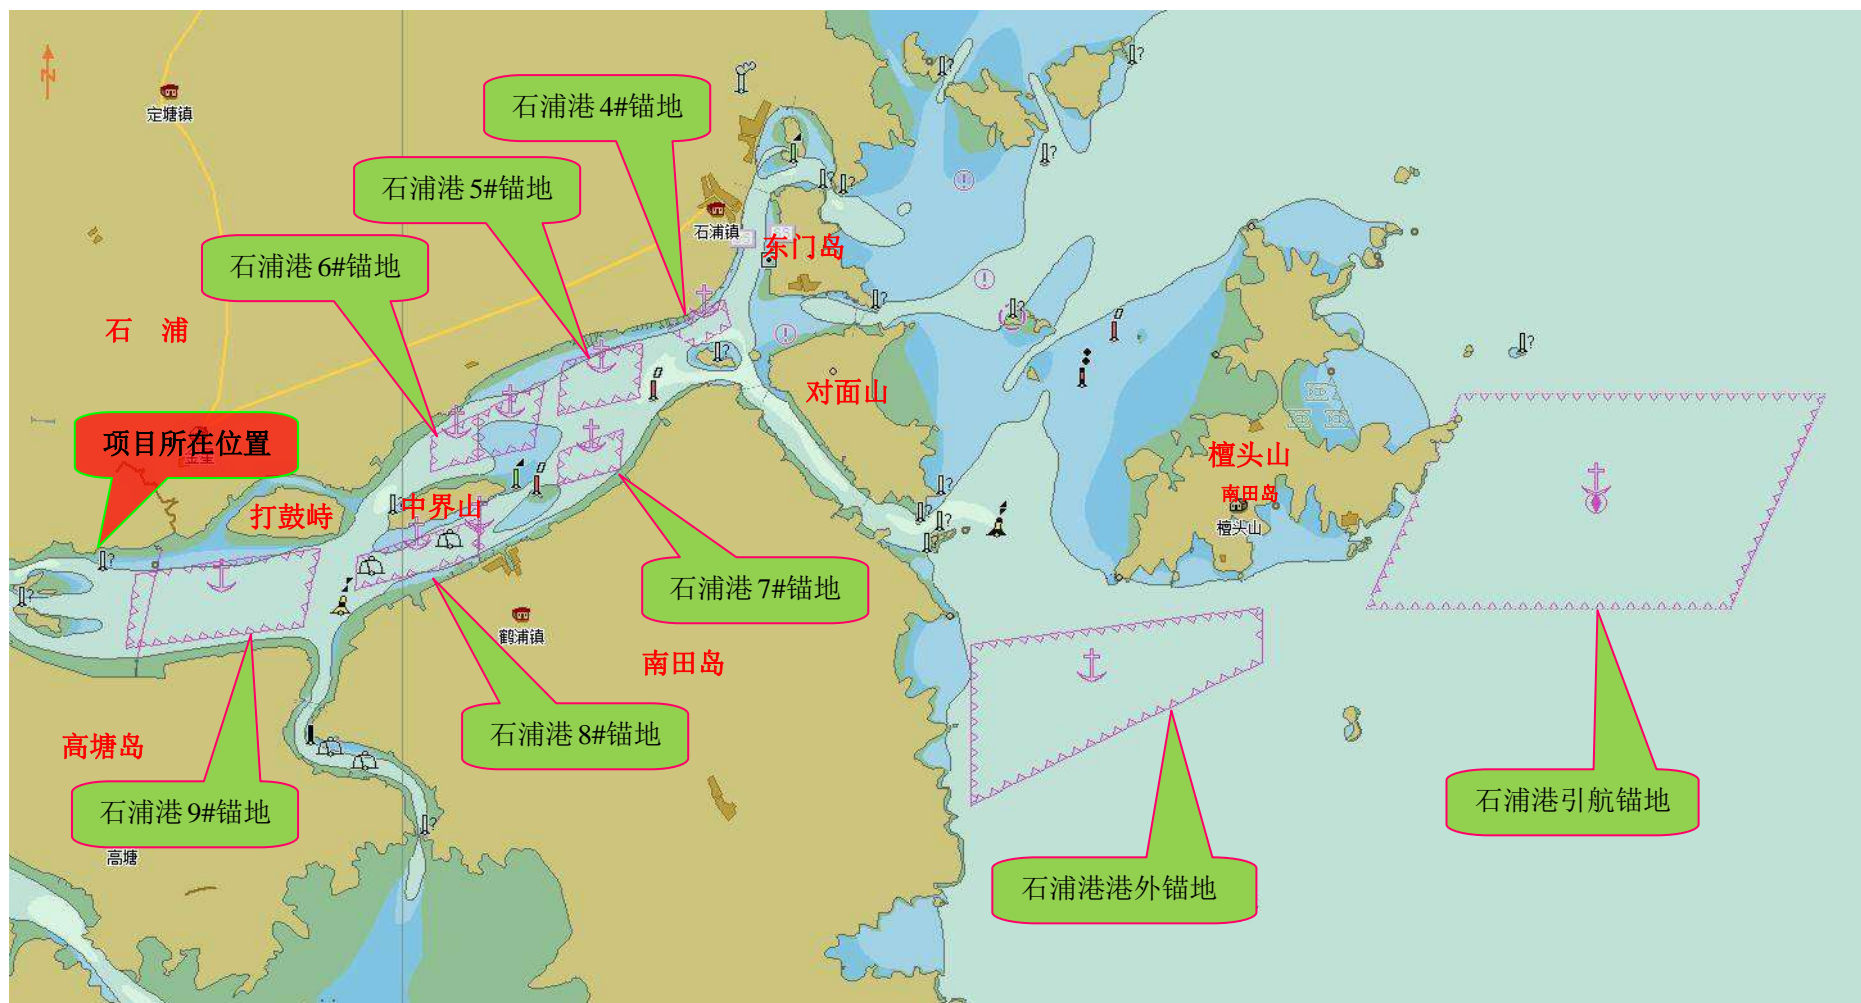 N
定塘镇
石浦港4#锚地
石浦港5#锚地
石浦镇
东门岛
石浦港6#锚地
石 浦
对面山
项目所在位置
檀头山
南田岛
檀头山
打鼓峙
中界山
石浦港7#锚地
鹤浦镇
南田岛
石浦港8#锚地
高塘岛
石浦港9#锚地
高塘
石浦港引航锚地
石浦港港外锚地